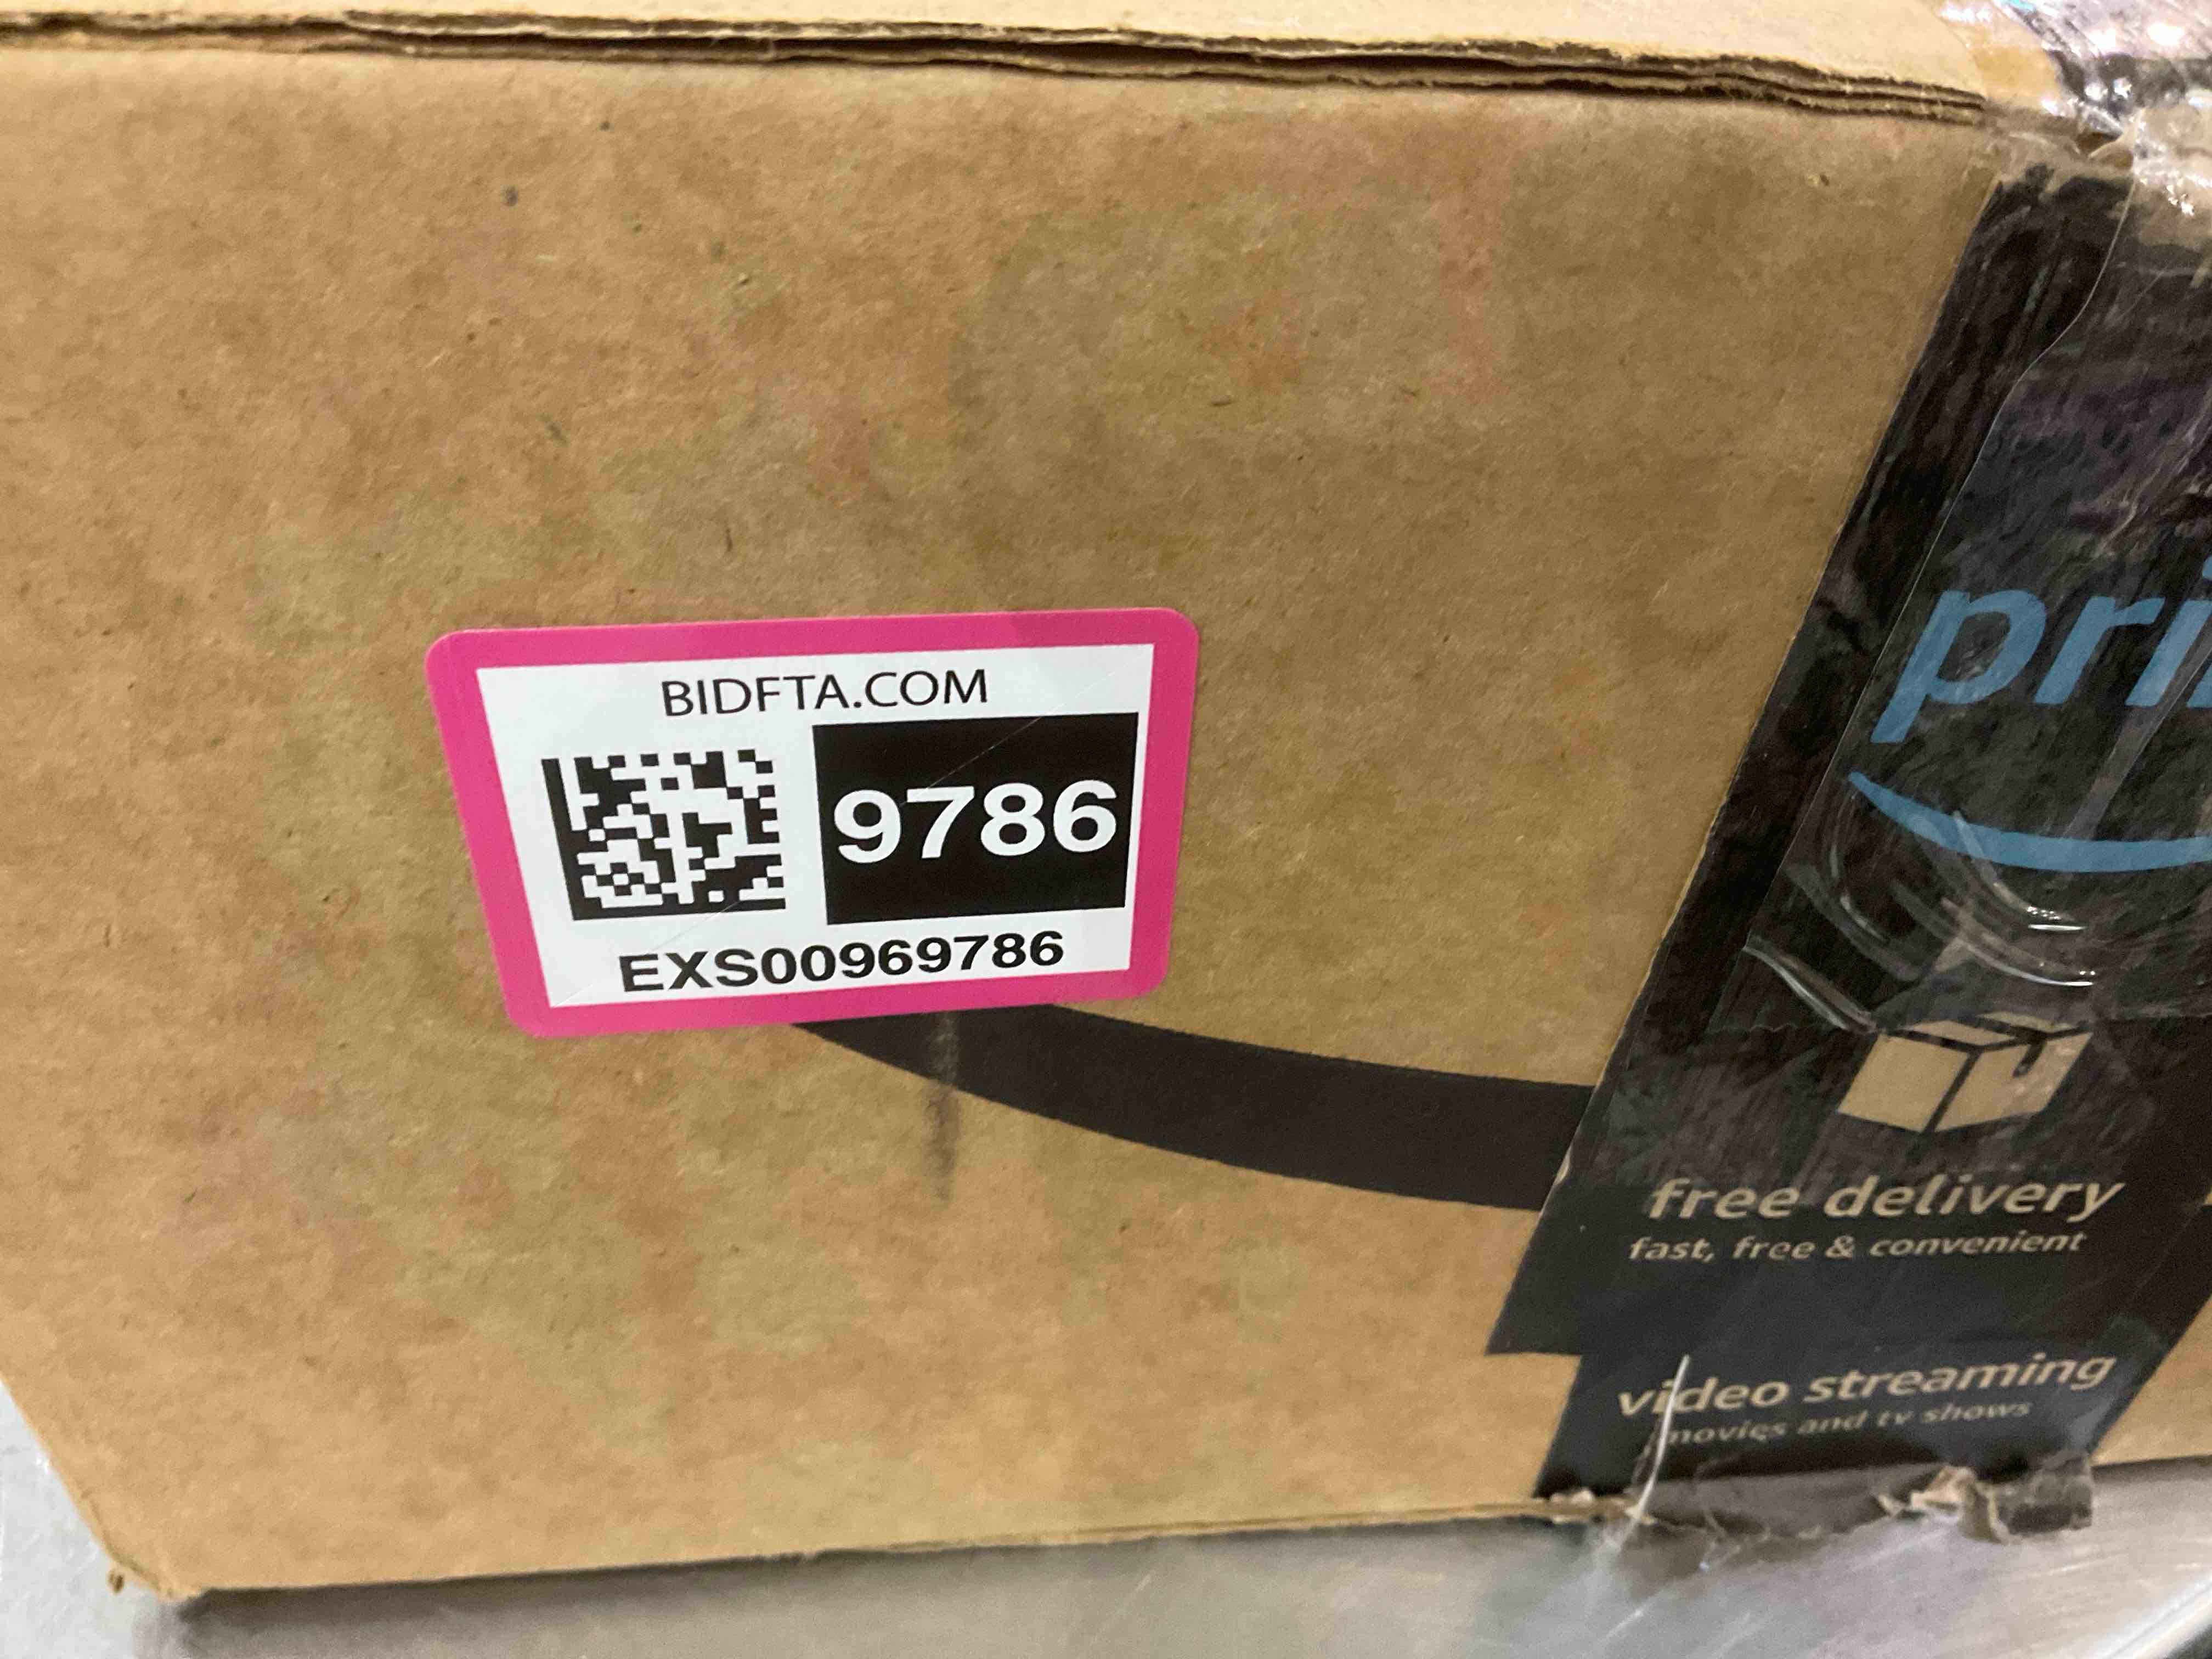 BIDFTA.COM
9786
EXS00969786
pri
free delivery
fast, free & convenient
video streaming
movies and tv shows